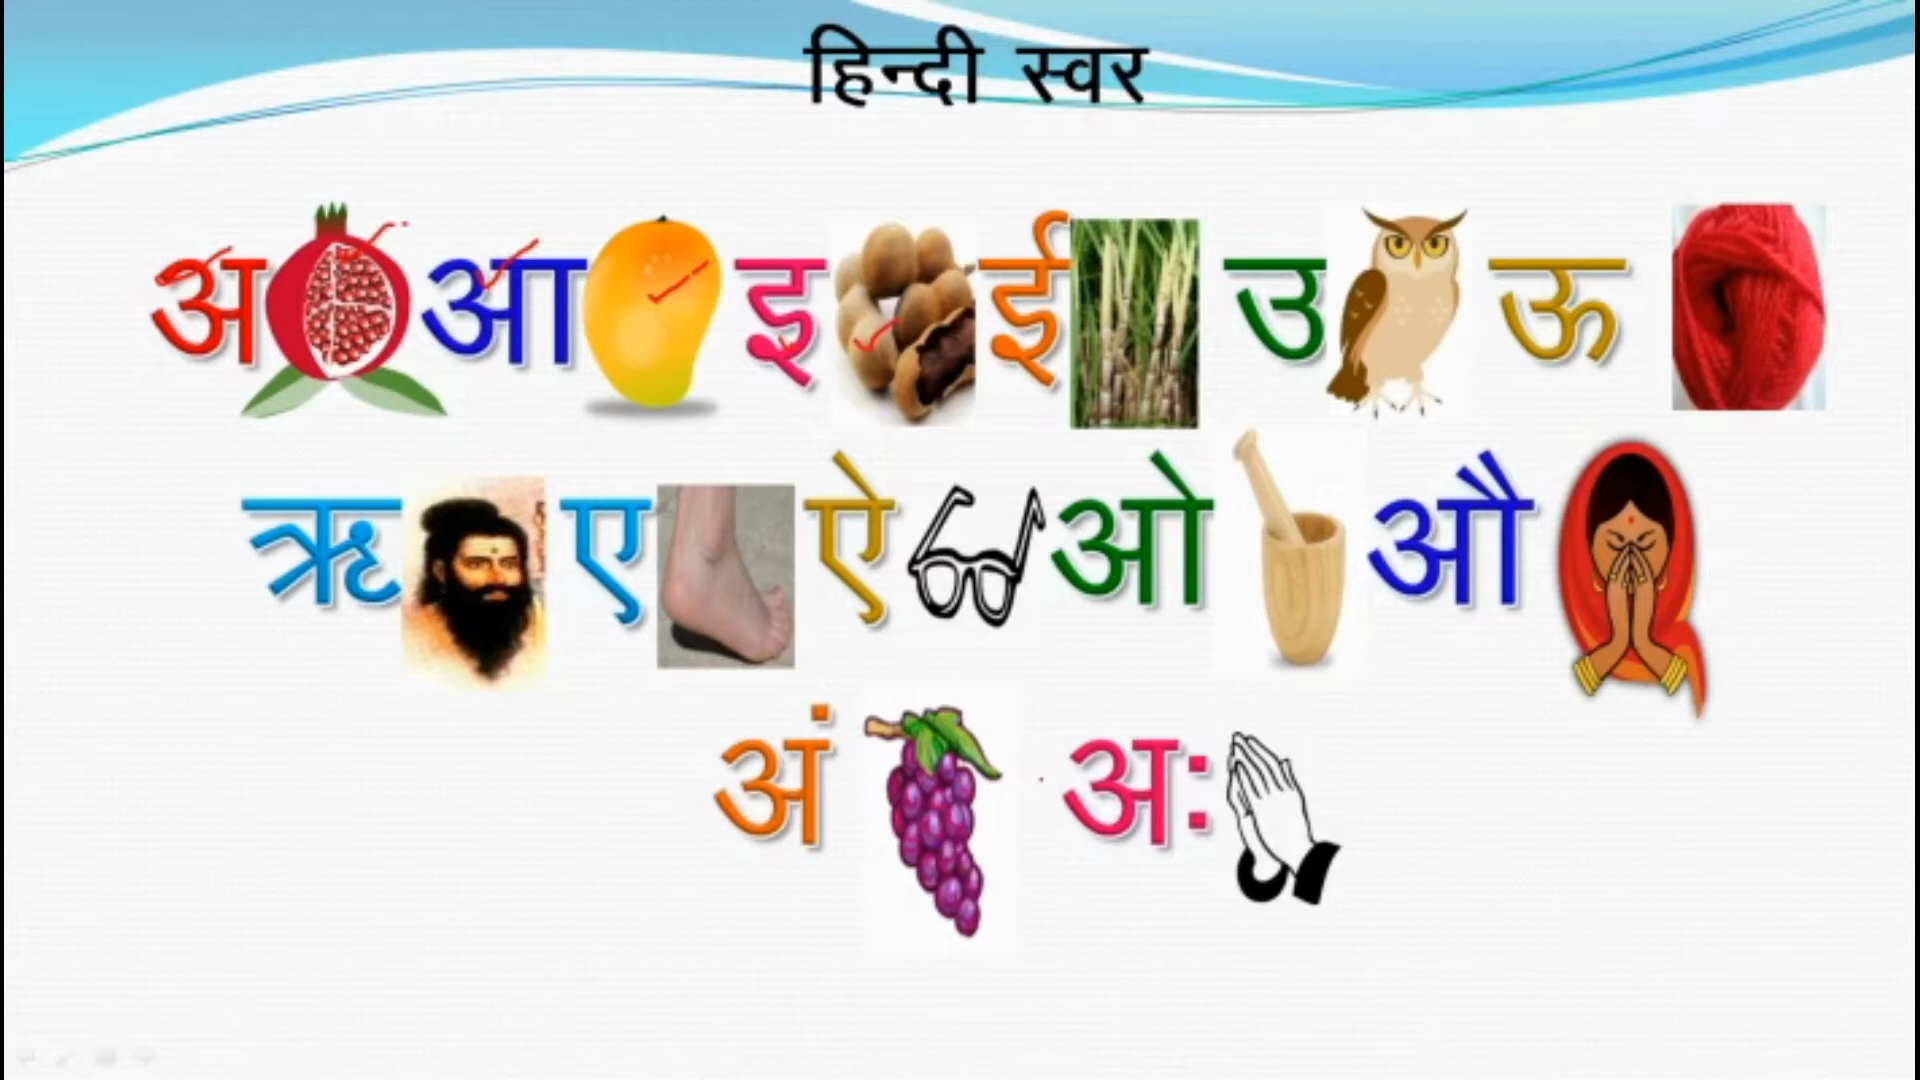 हिन्दी स्वर
अ आ इ ई उ ऊ
ऋ ए ऐ ओ औ
अं अः